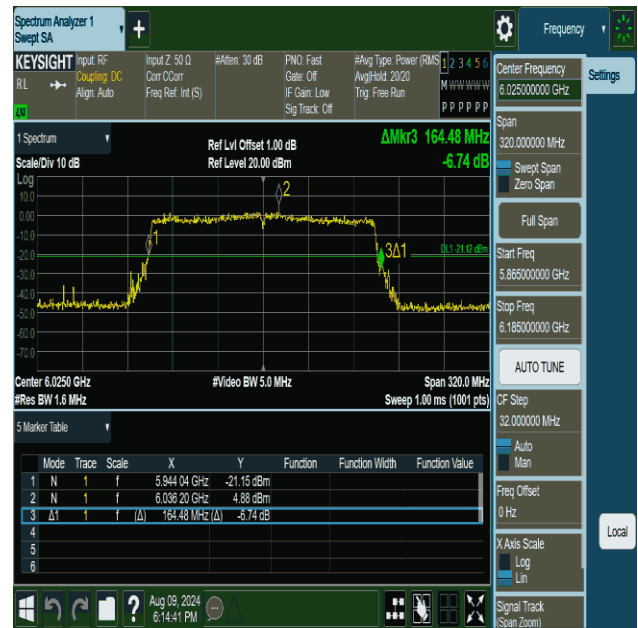 Spectrum Analyzer 1
Swept SA
+
Frequency
KEYSIGHT
RL
Input: RF
Coupling: DC
Align: Auto
Input Z: 50 Ω
Corr CCorr
Freq Ref: Int (S)
#Atten: 30 dB
PNO: Fast
Gate: Off
IF Gain: Low
Sig Track: Off
#Avg Type: Power (RMS
Avg|Hold: 20/20
Trig: Free Run
1 2 3 4 5 6
M W W W W W
P P P P P P
Center Frequency
6.025000000 GHz
Settings
Span
320.000000 MHz
Swept Span
Zero Span
Full Span
Start Freq
5.865000000 GHz
Stop Freq
6.185000000 GHz
AUTO TUNE
CF Step
32.000000 MHz
Auto
Man
Freq Offset
0 Hz
X Axis Scale
Log
Lin
Signal Track
(Span Zoom)
Local
1 Spectrum
Scale/Div 10 dB
Ref Lvl Offset 1.00 dB
Ref Level 20.00 dBm
ΔMkr3 164.48 MHz
-6.74 dB
Log
10.0
0.00
-10.0
-20.0
-30.0
-40.0
-50.0
-60.0
-70.0
2
1
3Δ1
DL1 -21.12 dBm
Center 6.0250 GHz
#Res BW 1.6 MHz
#Video BW 5.0 MHz
Span 320.0 MHz
Sweep 1.00 ms (1001 pts)
5 Marker Table
Mode Trace Scale X Y Function Function Width Function Value
1 N 1 f 5.944 04 GHz -21.15 dBm
2 N 1 f 6.036 20 GHz 4.88 dBm
3 Δ1 1 f (Δ) 164.48 MHz (Δ) -6.74 dB
4
5
6
?
Aug 09, 2024
6:14:41 PM